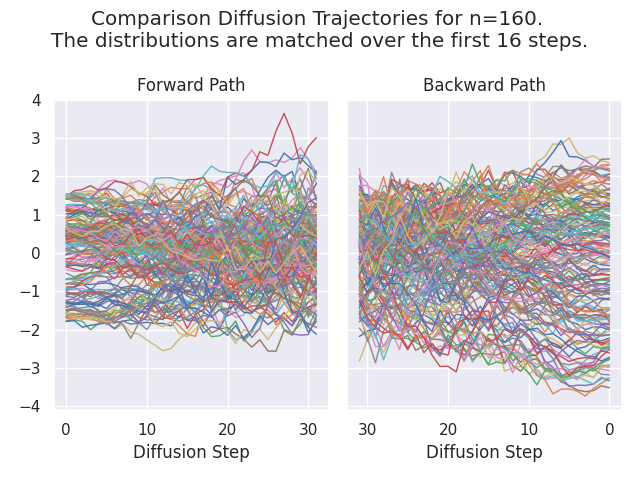 Comparison Diffusion Trajectories for n=160.
The distributions are matched over the first 16 steps.
Forward Path
Backward Path
4
3
2
1
0
−1
−2
−3
−4
0 10 20 30
30 20 10 0
Diffusion Step
Diffusion Step